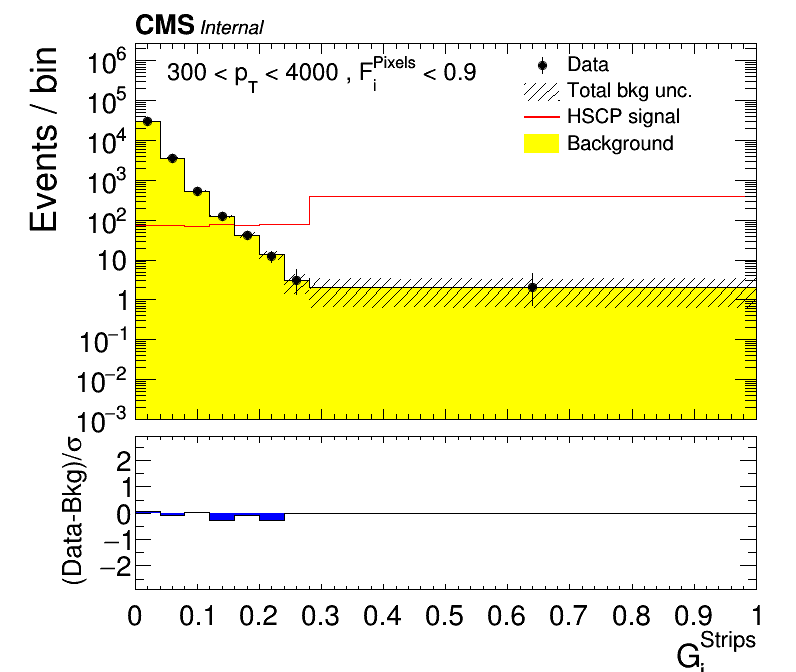 CMS Internal
300 < p_T < 4000 , F_i^Pixels < 0.9
Data
Total bkg unc.
HSCP signal
Background
Events / bin
10^6
10^5
10^4
10^3
10^2
10
1
10^−1
10^−2
10^−3
(Data-Bkg)/σ
2
1
0
−1
−2
0 0.1 0.2 0.3 0.4 0.5 0.6 0.7 0.8 0.9 1
G_i^Strips